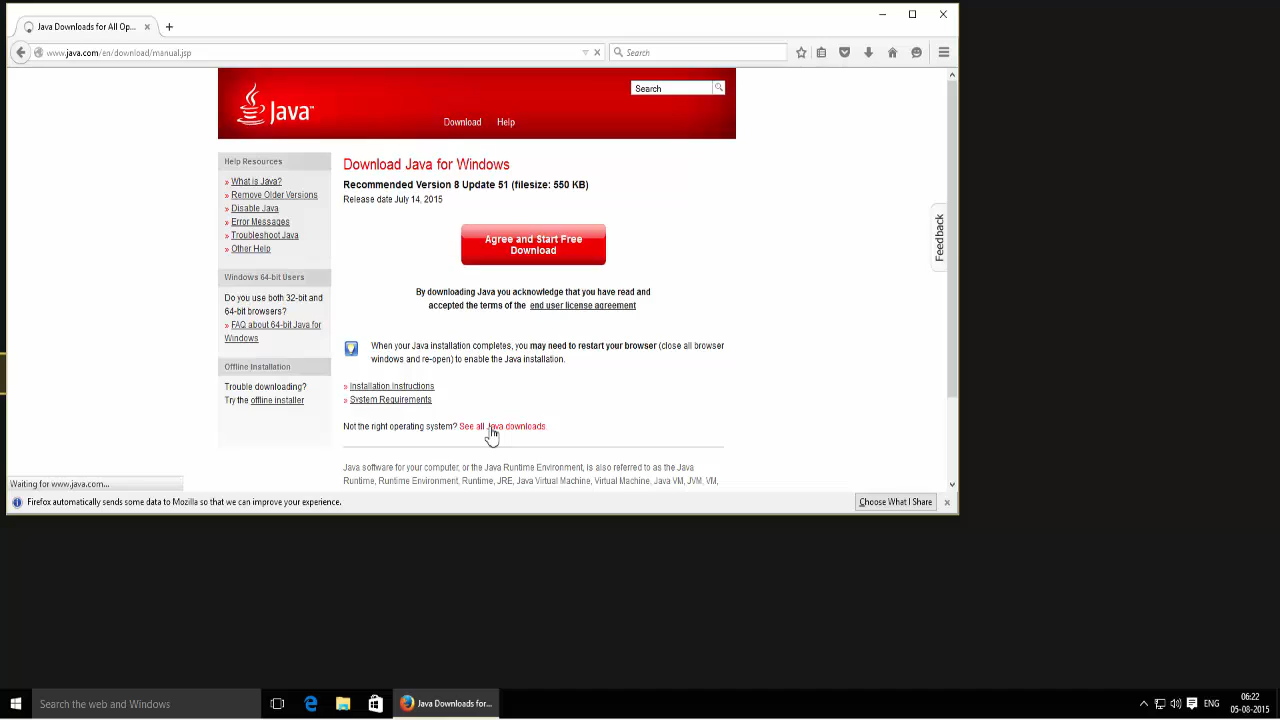 Java Downloads for All Op...
www.java.com/en/download/manual.jsp
Search
Java™
Search
Download Help
Help Resources
» What is Java?
» Remove Older Versions
» Disable Java
» Error Messages
» Troubleshoot Java
» Other Help
Windows 64-bit Users
Do you use both 32-bit and
64-bit browsers?
» FAQ about 64-bit Java for
Windows
Offline Installation
Trouble downloading?
Try the offline installer
Download Java for Windows
Recommended Version 8 Update 51 (filesize: 550 KB)
Release date July 14, 2015
Agree and Start Free
Download
By downloading Java you acknowledge that you have read and
accepted the terms of the end user license agreement
When your Java installation completes, you may need to restart your browser (close all browser
windows and re-open) to enable the Java installation.
» Installation Instructions
» System Requirements
Not the right operating system? See all Java downloads.
Java software for your computer, or the Java Runtime Environment, is also referred to as the Java
Runtime, Runtime Environment, Runtime, JRE, Java Virtual Machine, Virtual Machine, Java VM, JVM, VM,
Feedback
Waiting for www.java.com...
Firefox automatically sends some data to Mozilla so that we can improve your experience.
Choose What I Share
Search the web and Windows
Java Downloads for...
ENG
06:22
05-08-2015